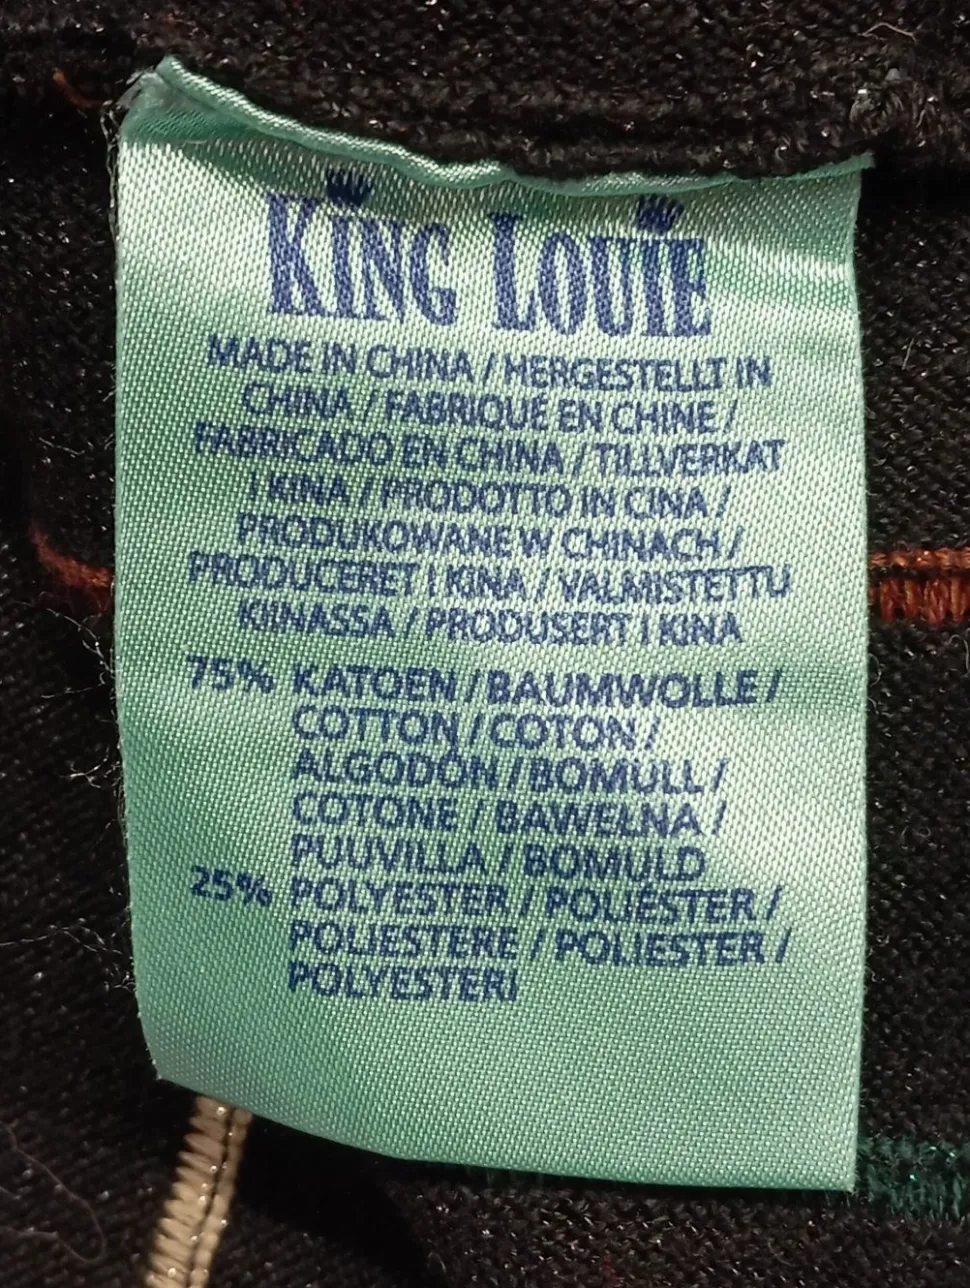 KING LOUIE
MADE IN CHINA / HERGESTELLT IN
CHINA / FABRIQUÉ EN CHINE /
FABRICADO EN CHINA / TILLVERKAT
I KINA / PRODOTTO IN CINA /
PRODUKOWANE W CHINACH /
PRODUCERET I KINA / VALMISTETTU
KIINASSA / PRODUSERT I KINA
75% KATOEN / BAUMWOLLE /
COTTON / COTON /
ALGODÓN / BOMULL /
COTONE / BAWEŁNA /
PUUVILLA / BOMULD
25% POLYESTER / POLIÉSTER /
POLIESTERE / POLIESTER /
POLYESTERI